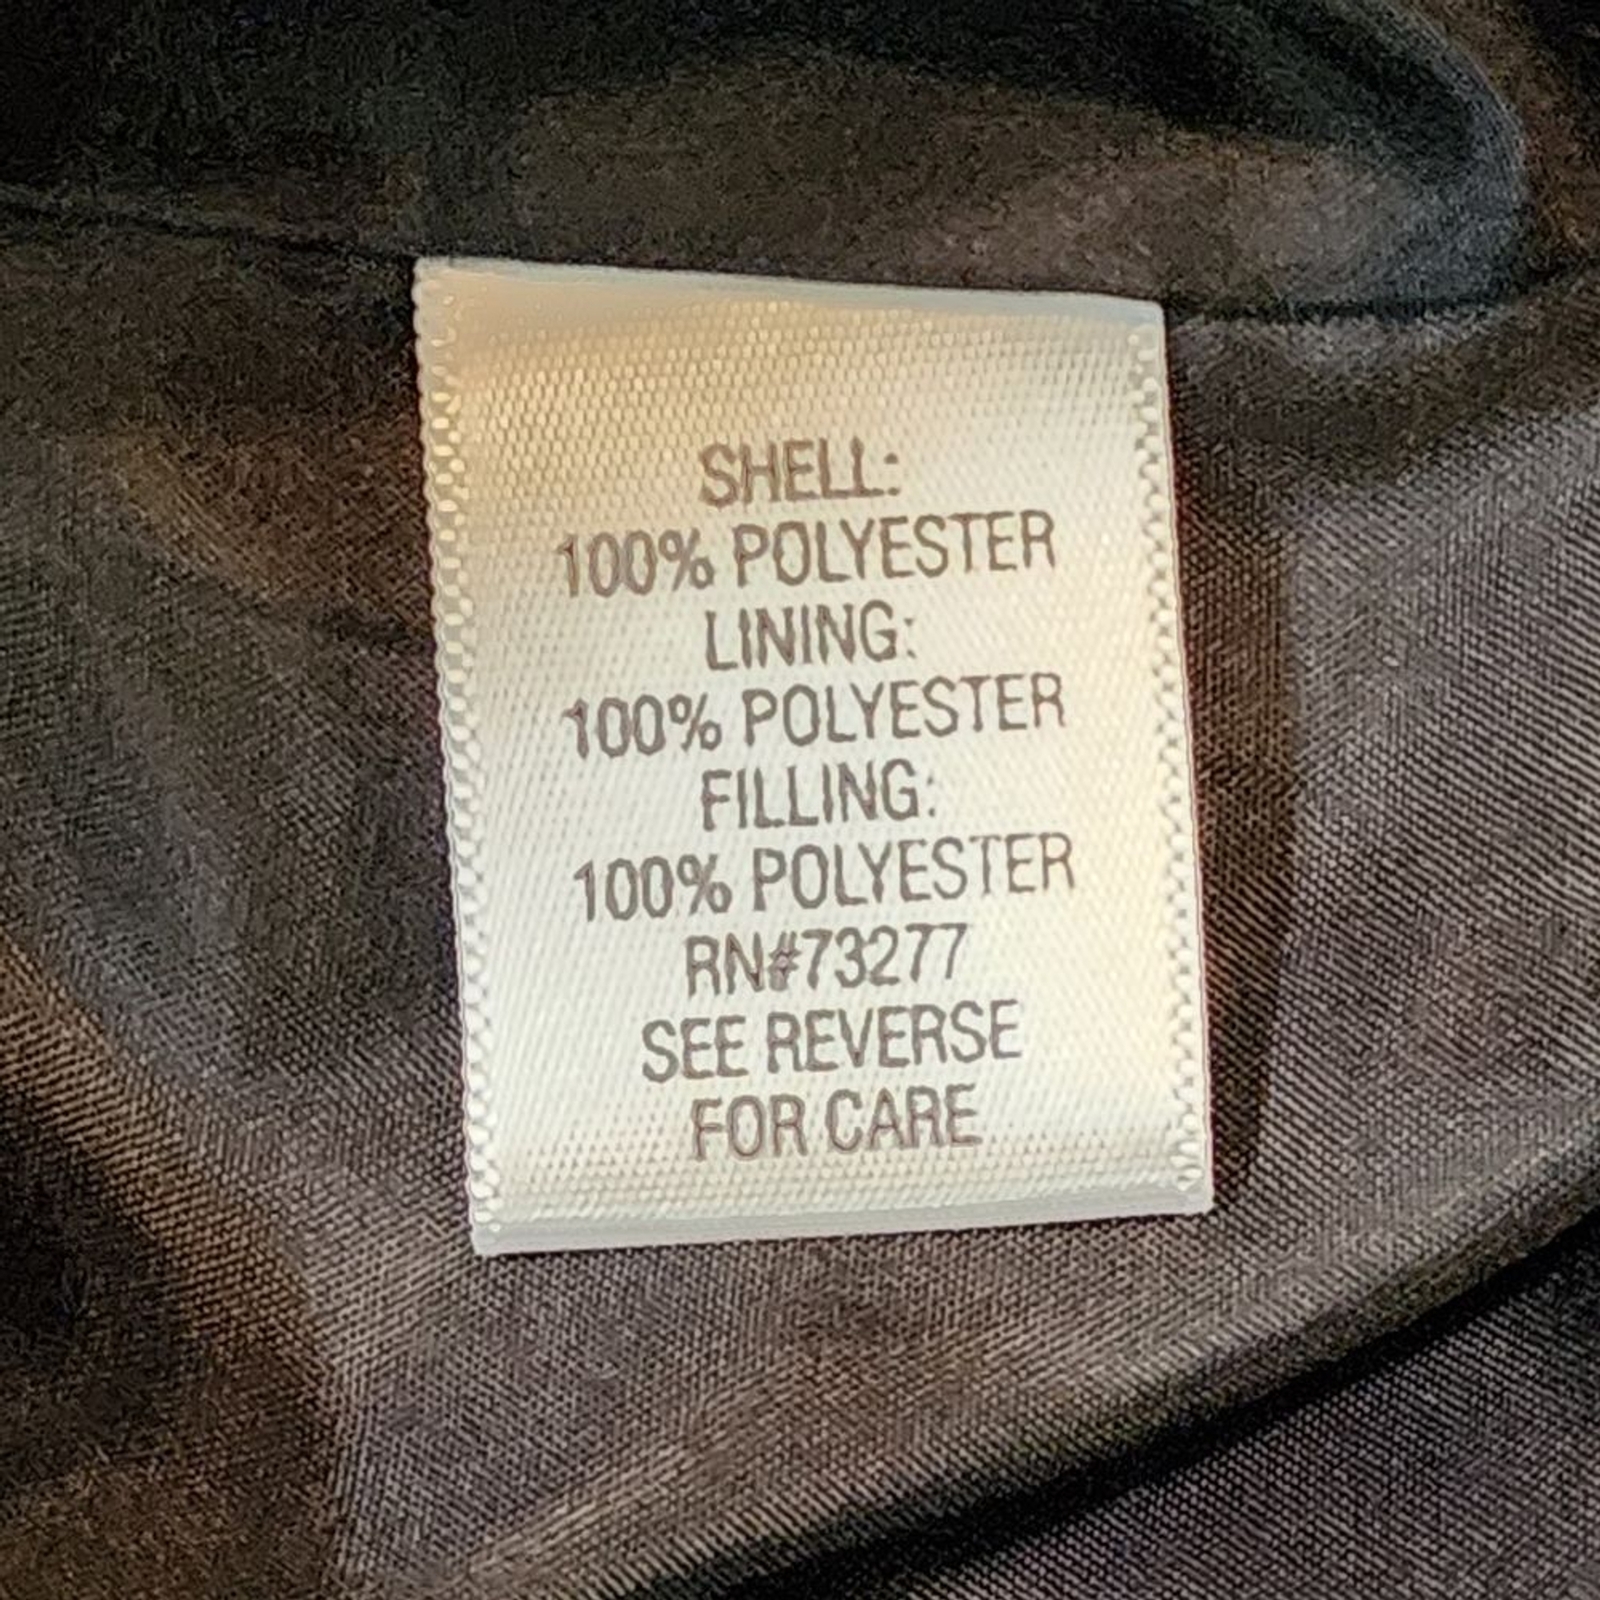 SHELL:
100% POLYESTER
LINING:
100% POLYESTER
FILLING:
100% POLYESTER
RN#73277
SEE REVERSE
FOR CARE